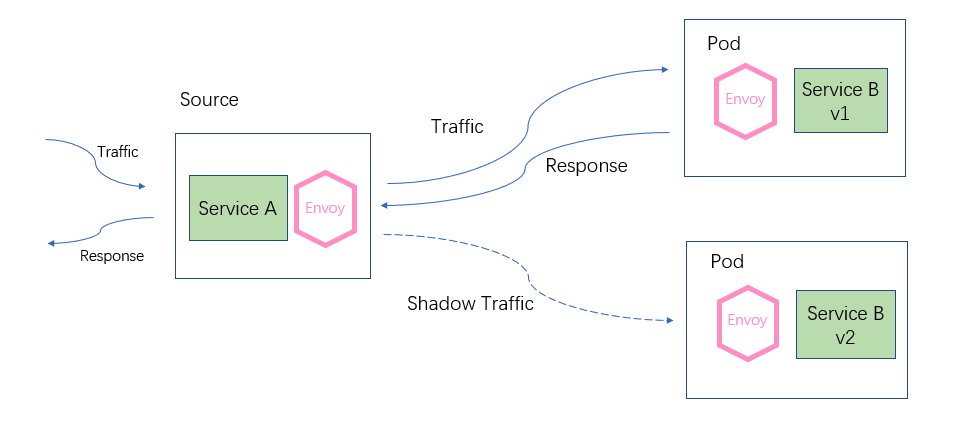 Traffic
Response
Source
Service A
Envoy
Traffic
Response
Shadow Traffic
Pod
Envoy
Service B
v1
Pod
Envoy
Service B
v2